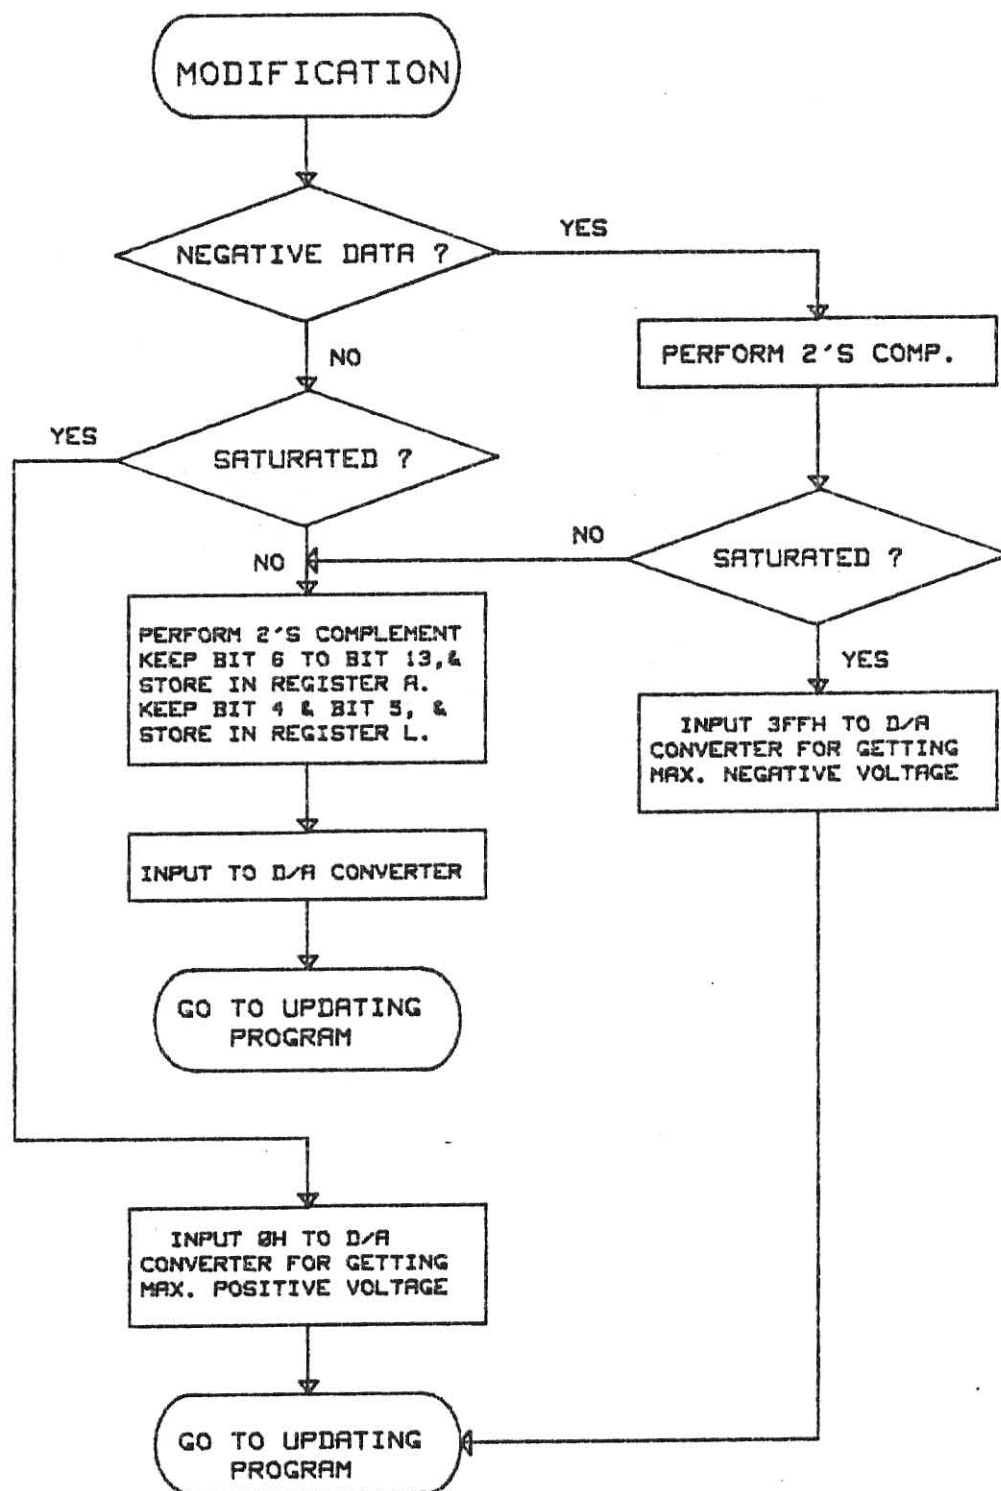 MODIFICATION
NEGATIVE DATA ?
YES
NO
PERFORM 2'S COMP.
YES
SATURATED ?
NO
NO
SATURATED ?
YES
PERFORM 2'S COMPLEMENT
KEEP BIT 6 TO BIT 13,&
STORE IN REGISTER A.
KEEP BIT 4 & BIT 5, &
STORE IN REGISTER L.
INPUT 3FFH TO D/A
CONVERTER FOR GETTING
MAX. NEGATIVE VOLTAGE
INPUT TO D/A CONVERTER
GO TO UPDATING
PROGRAM
INPUT 0H TO D/A
CONVERTER FOR GETTING
MAX. POSITIVE VOLTAGE
GO TO UPDATING
PROGRAM